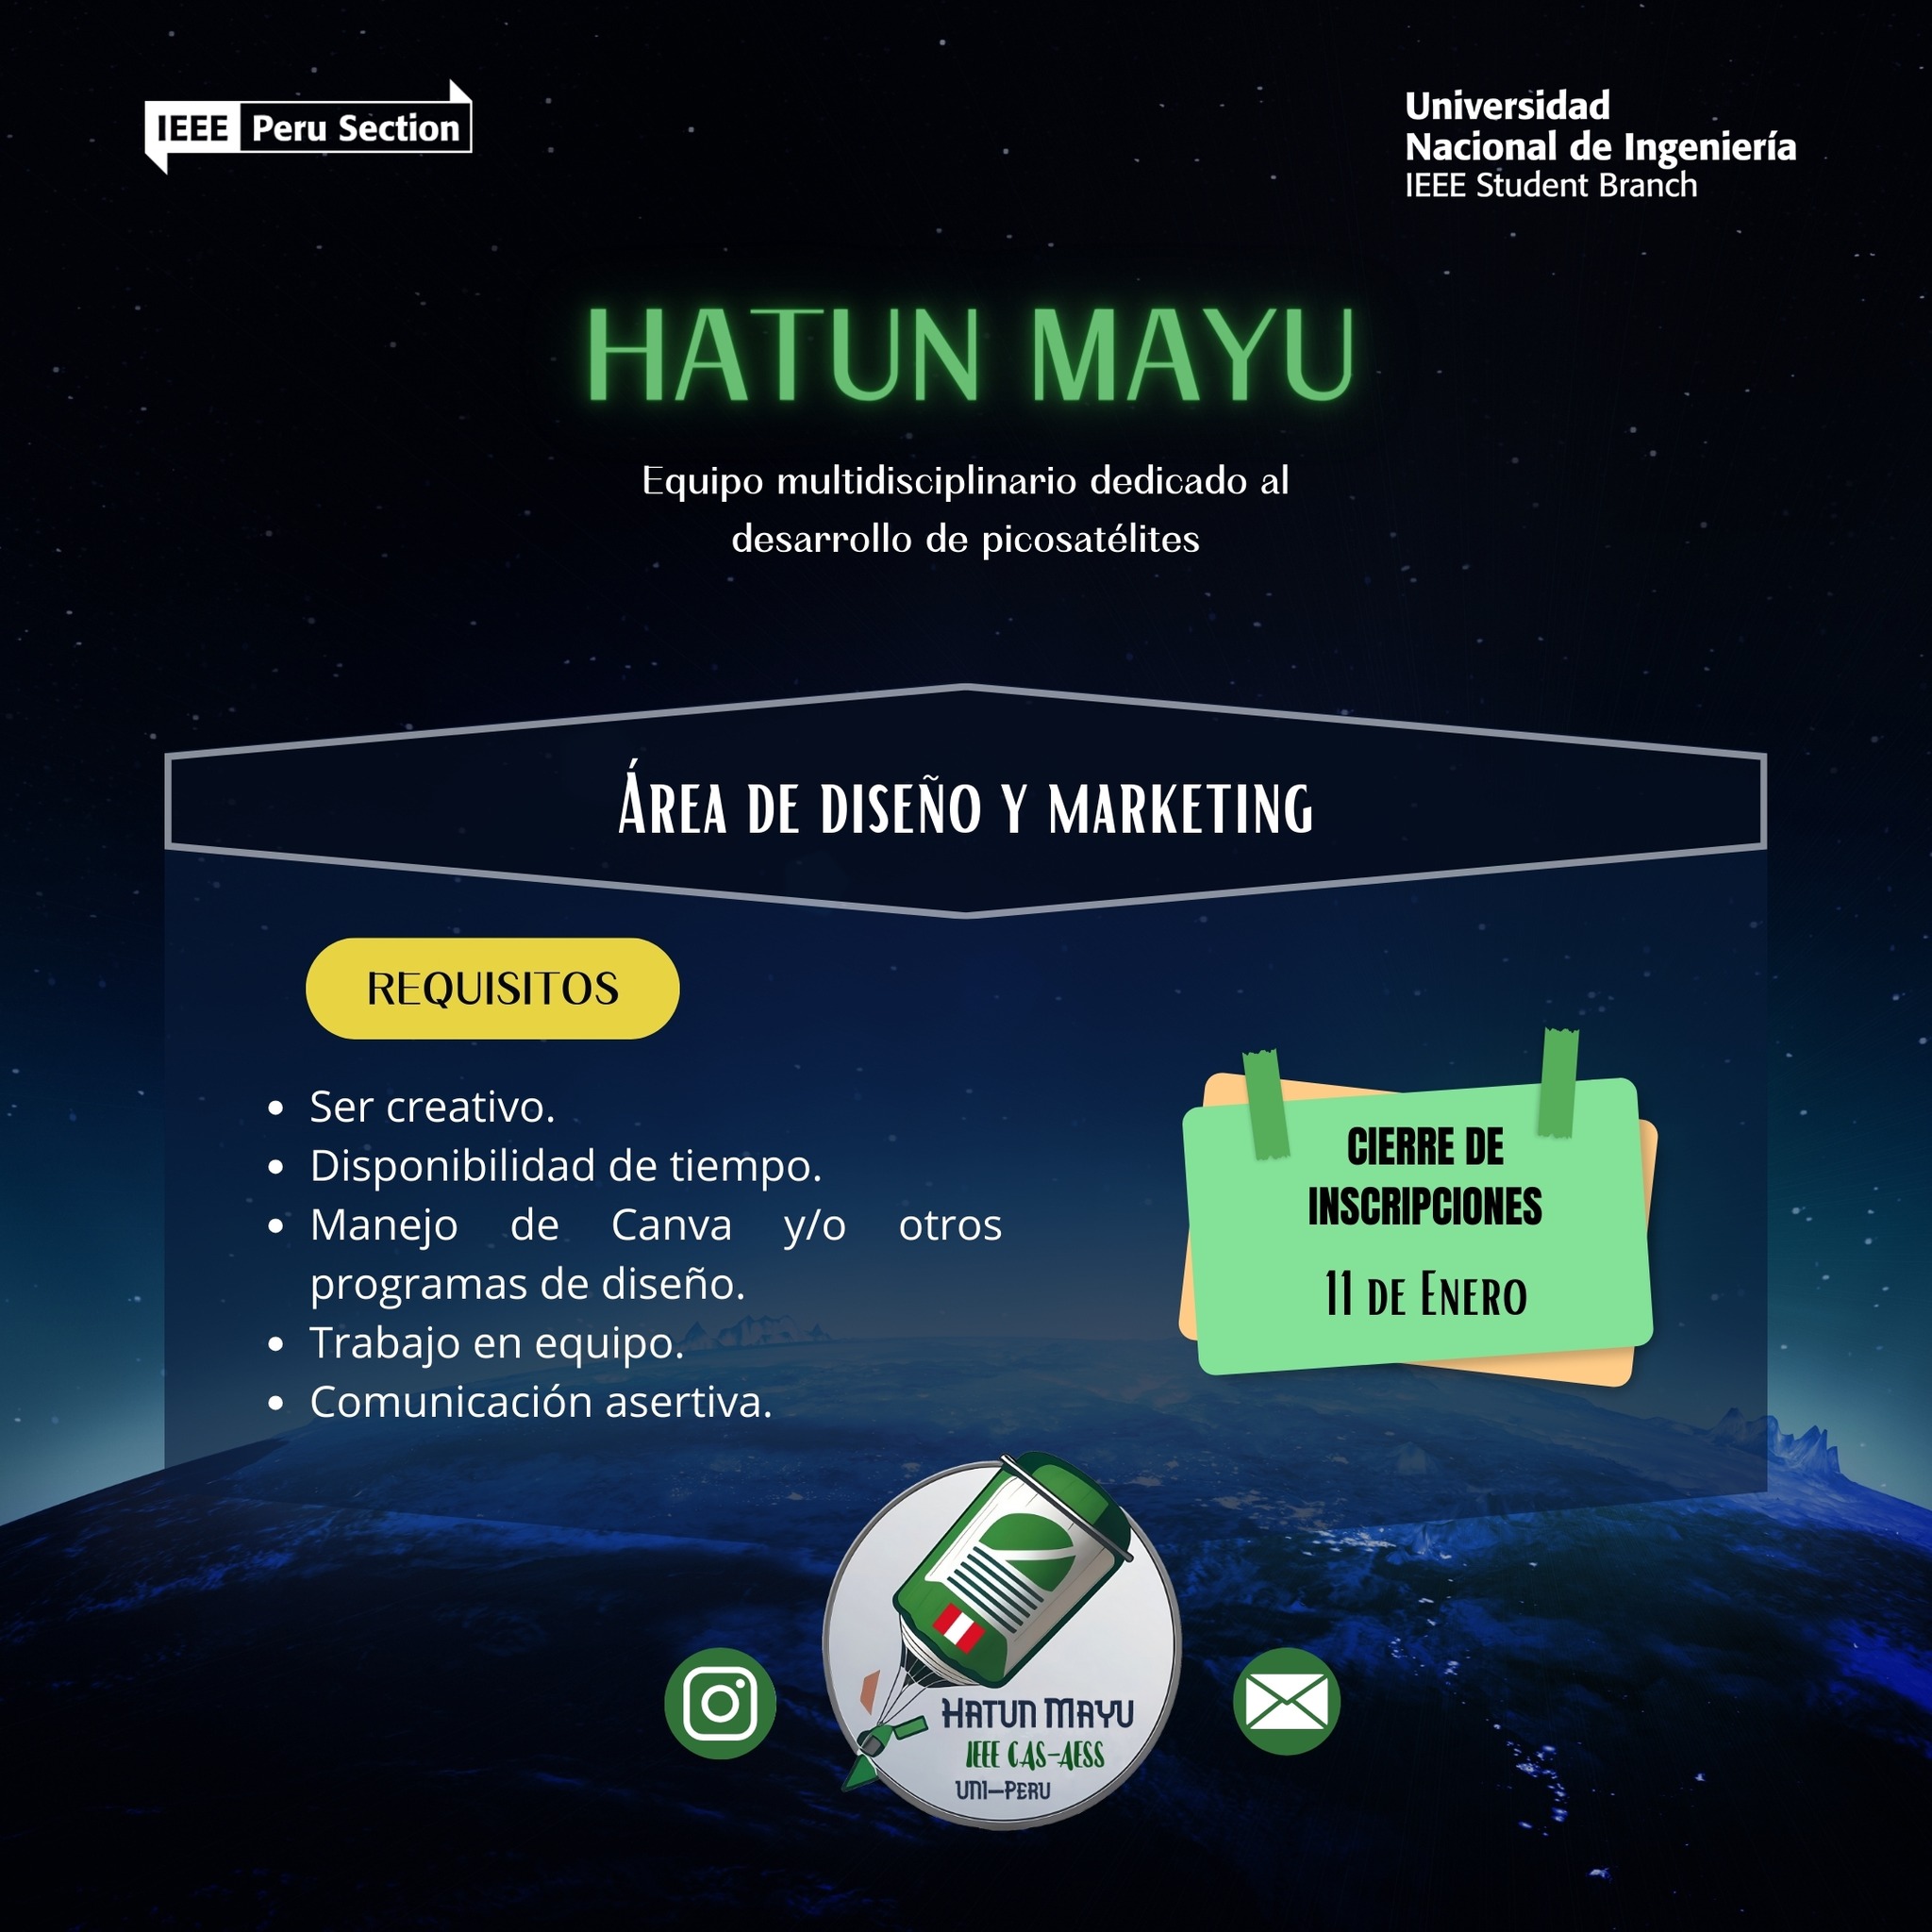 IEEE Peru Section
Universidad
Nacional de Ingeniería
IEEE Student Branch
HATUN MAYU
Equipo multidisciplinario dedicado al
desarrollo de picosatélites
Área de diseño y marketing
REQUISITOS
• Ser creativo.
• Disponibilidad de tiempo.
• Manejo de Canva y/o otros
programas de diseño.
• Trabajo en equipo.
• Comunicación asertiva.
CIERRE DE
INSCRIPCIONES
11 de Enero
Hatun Mayu
IEEE CAS-AESS
UNI-Peru